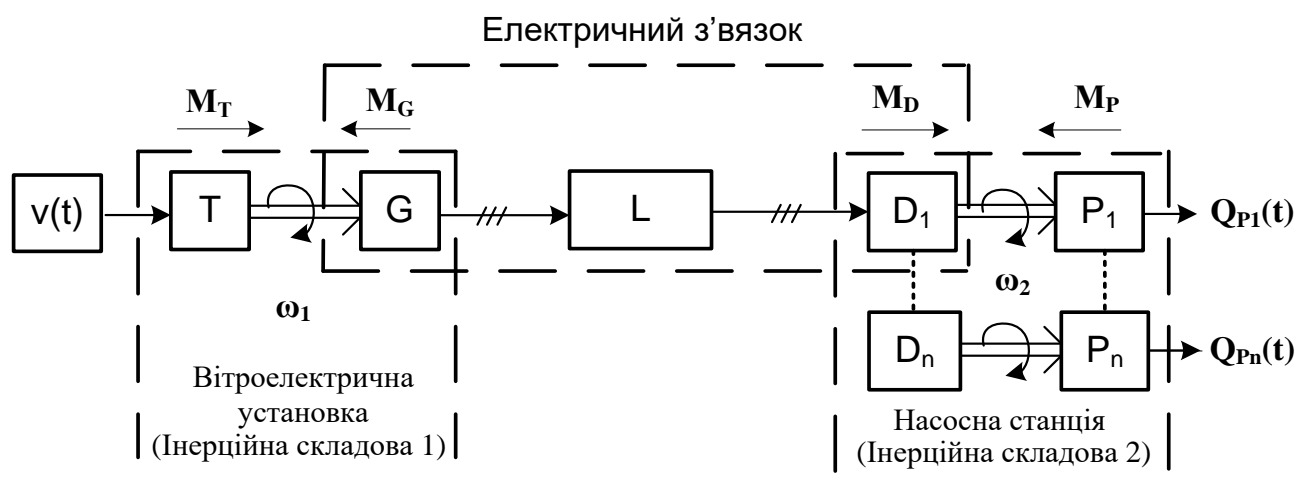 Електричний з’язок
M_T M_G M_D M_P
v(t) T G L D_1 P_1 Q_P1(t)
ω_1 ω_2
D_n P_n Q_Pn(t)
Вітроелектрична
установка
(Інерційна складова 1)
Насосна станція
(Інерційна складова 2)